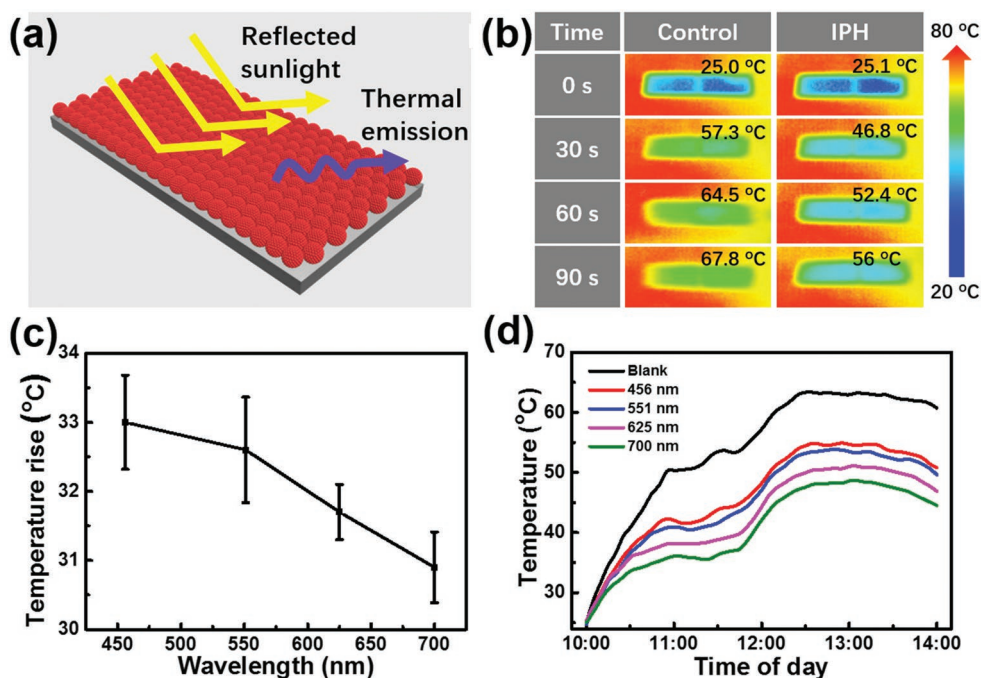 (a)
Reflected
sunlight
Thermal
emission
(b)
Time Control IPH
0 s 25.0 °C 25.1 °C
30 s 57.3 °C 46.8 °C
60 s 64.5 °C 52.4 °C
90 s 67.8 °C 56 °C
80 °C
20 °C
(c)
Temperature rise (°C)
34
33
32
31
30
450 500 550 600 650 700
Wavelength (nm)
(d)
Temperature (°C)
70
60
50
40
30
Blank
456 nm
551 nm
625 nm
700 nm
10:00 11:00 12:00 13:00 14:00
Time of day